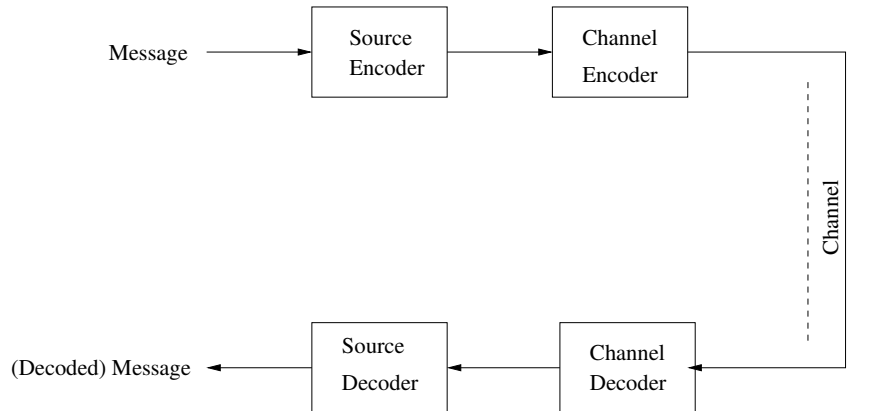 Message
Source
Encoder
Channel
Encoder
Channel
(Decoded) Message
Source
Decoder
Channel
Decoder